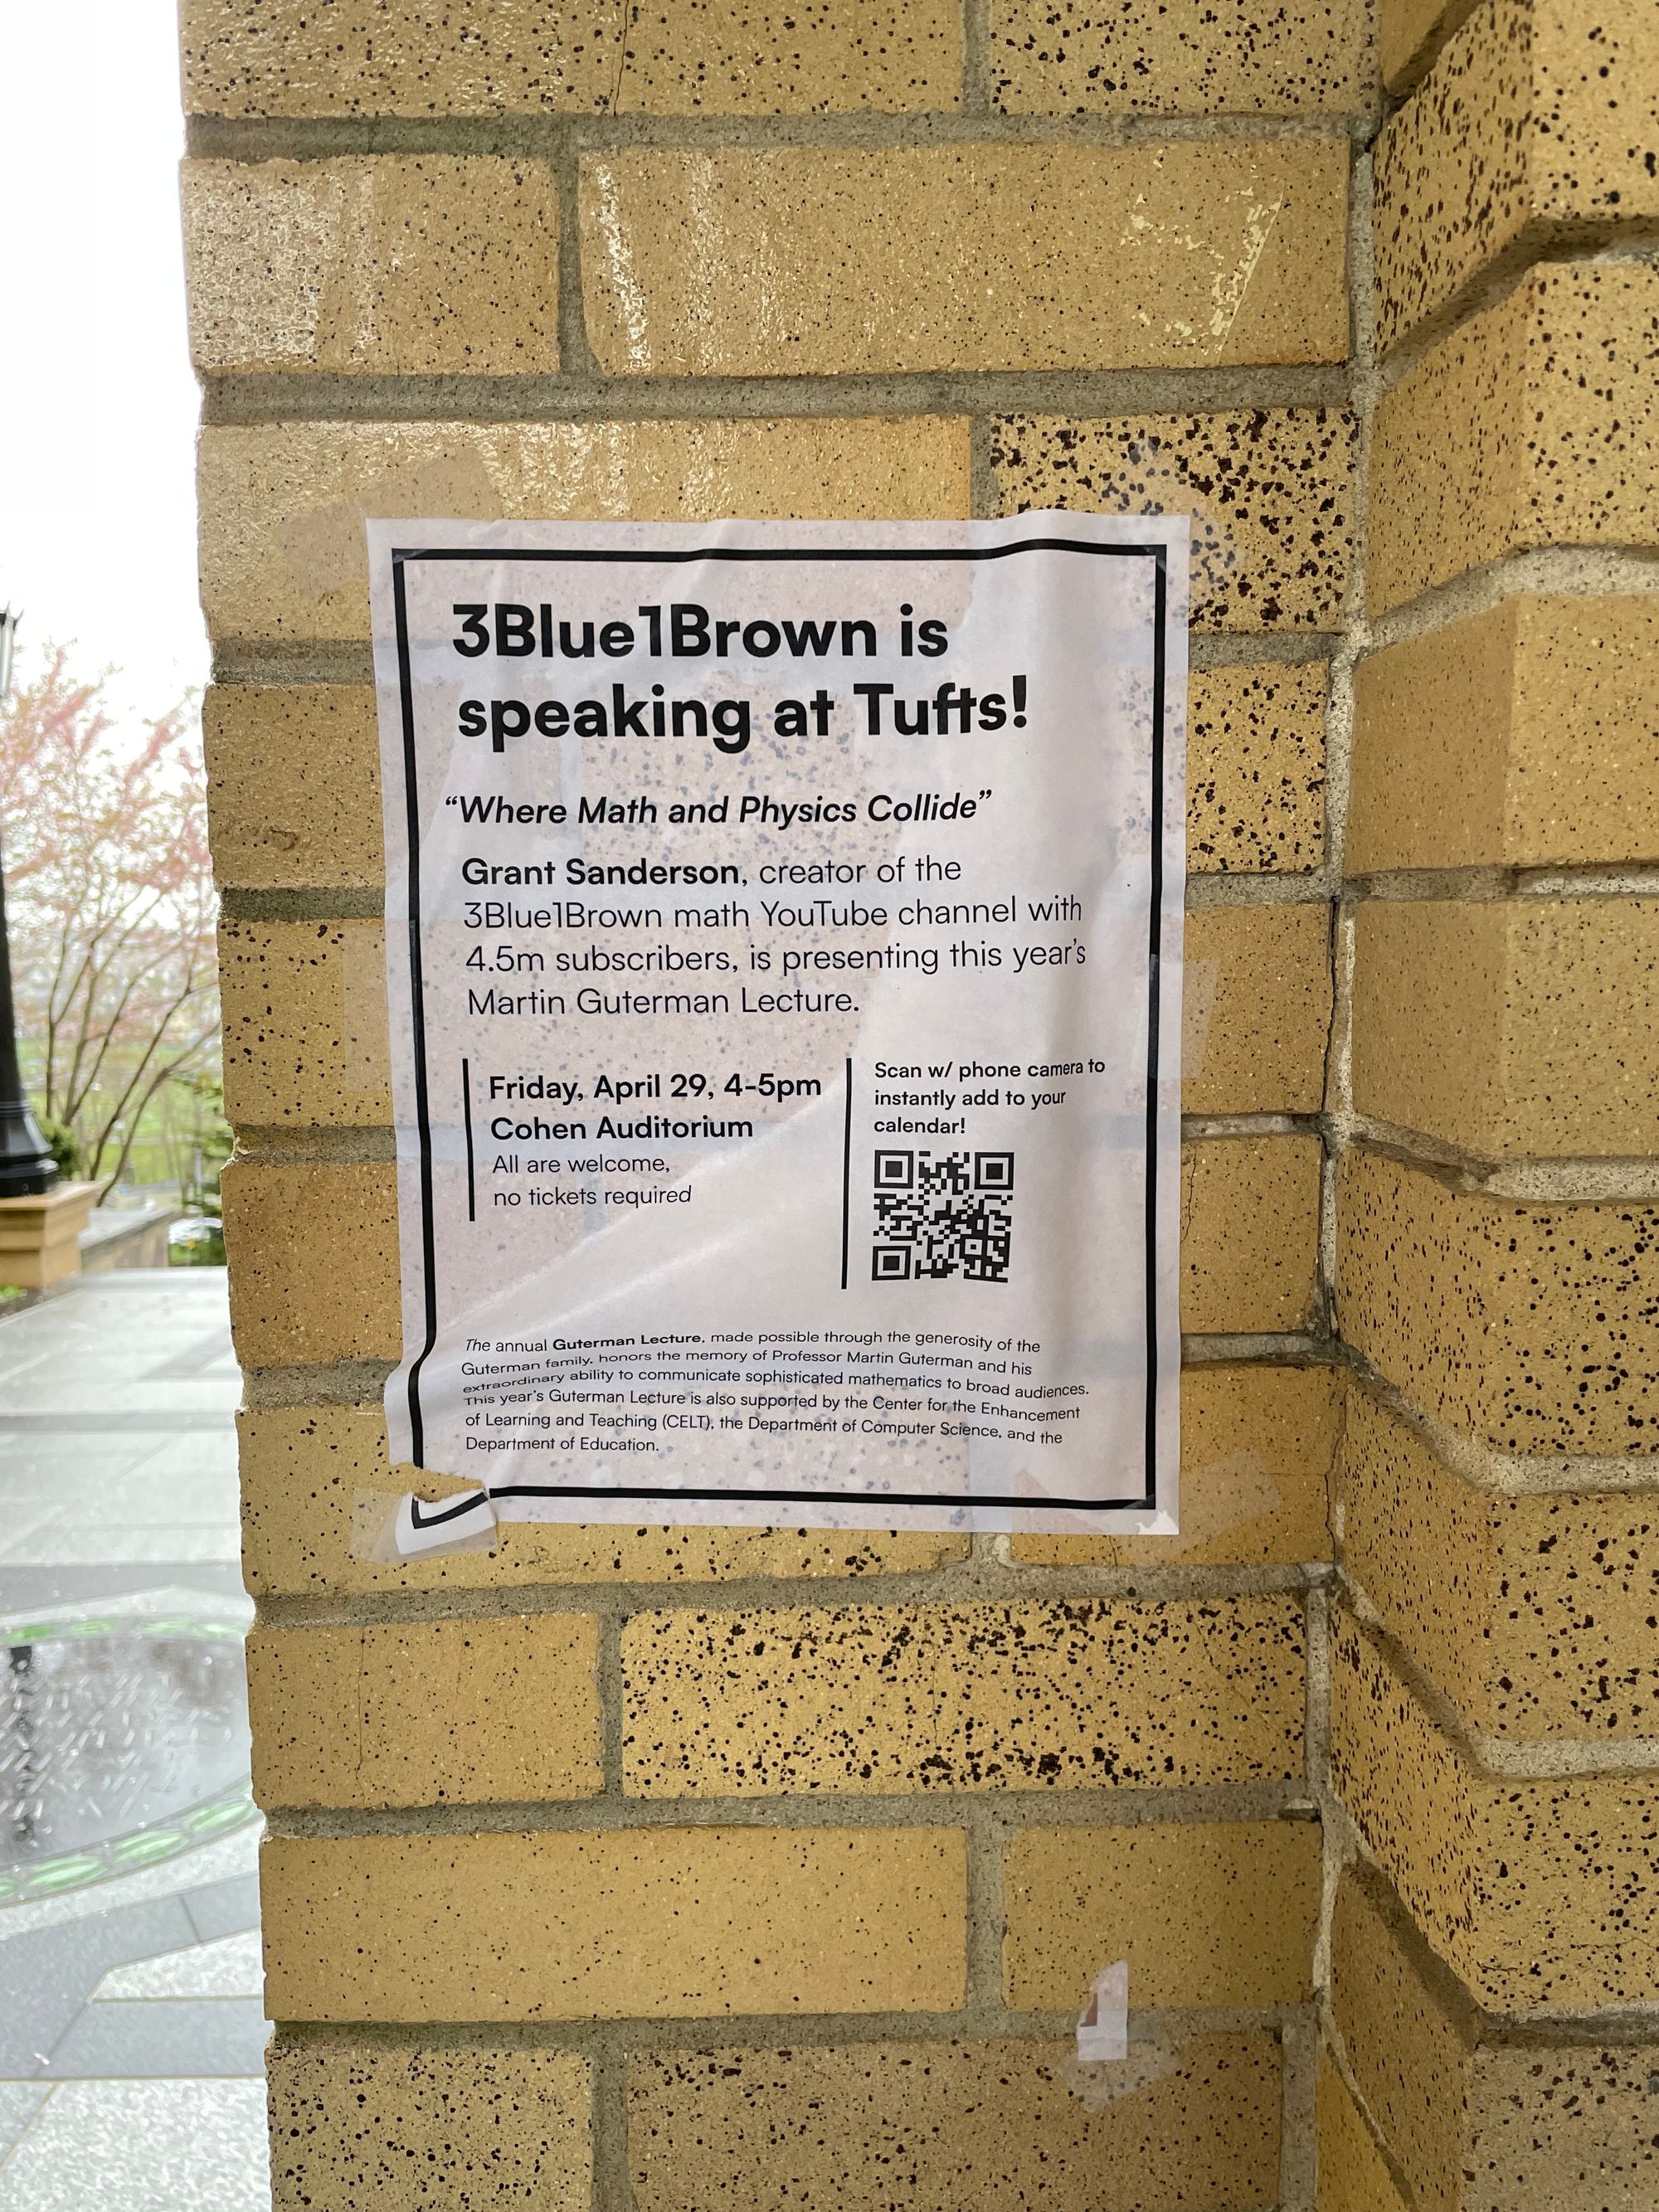 3Blue1Brown is
speaking at Tufts!
“Where Math and Physics Collide”
Grant Sanderson, creator of the
3Blue1Brown math YouTube channel with
4.5m subscribers, is presenting this year’s
Martin Guterman Lecture.
Friday, April 29, 4-5pm
Cohen Auditorium
All are welcome,
no tickets required
Scan w/ phone camera to
instantly add to your
calendar!
The annual Guterman Lecture, made possible through the generosity of the
Guterman family, honors the memory of Professor Martin Guterman and his
extraordinary ability to communicate sophisticated mathematics to broad audiences.
This year’s Guterman Lecture is also supported by the Center for the Enhancement
of Learning and Teaching (CELT), the Department of Computer Science, and the
Department of Education.